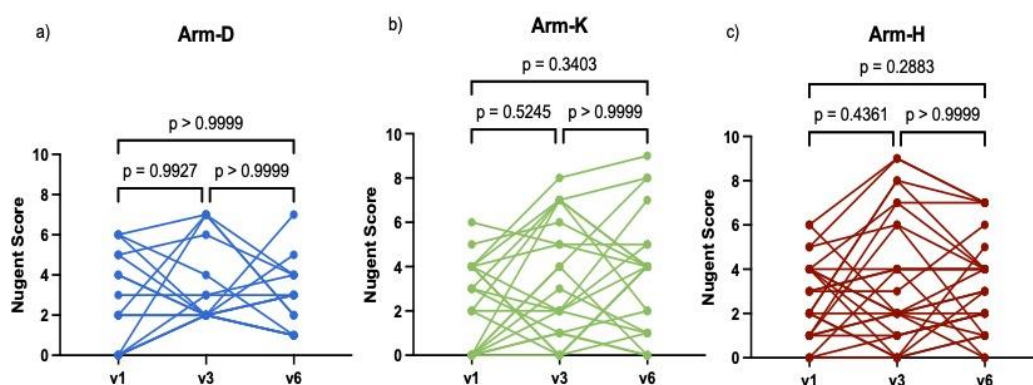 a)
Arm-D
p > 0.9999
p = 0.9927
p > 0.9999
Nugent Score
10
8
6
4
2
0
v1
v3
v6
b)
Arm-K
p = 0.3403
p = 0.5245
p > 0.9999
Nugent Score
10
8
6
4
2
0
v1
v3
v6
c)
Arm-H
p = 0.2883
p = 0.4361
p > 0.9999
Nugent Score
10
8
6
4
2
0
v1
v3
v6